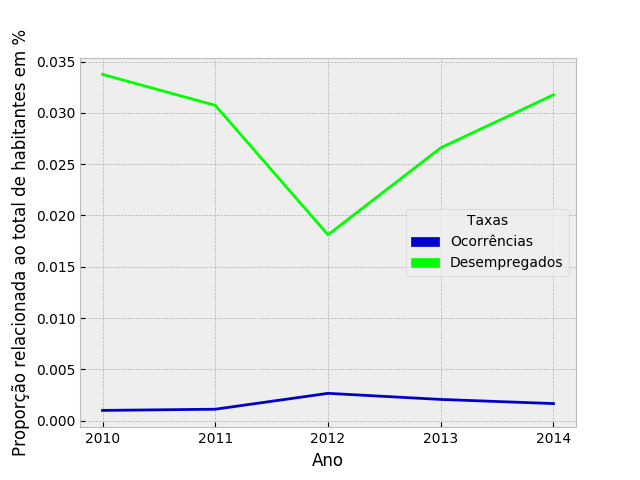 Proporção relacionada ao total de habitantes em %
0.035
0.030
0.025
0.020
0.015
0.010
0.005
0.000
Taxas
Ocorrências
Desempregados
2010 2011 2012 2013 2014
Ano